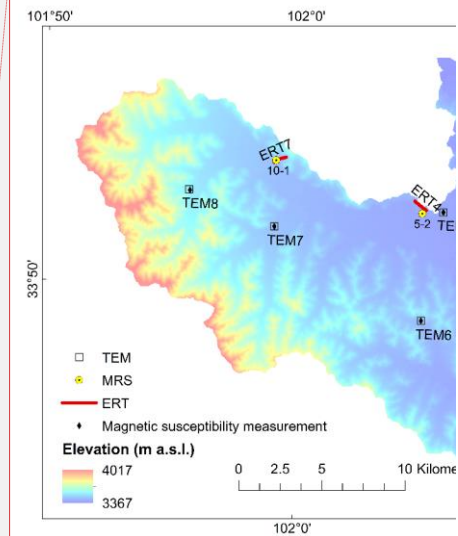 101°50'
102°0'
ERT7
10-1
ERT4
TEM8
5-2
TEM7
33°50'
TEM6
TEM
MRS
ERT
Magnetic susceptibility measurement
Elevation (m a.s.l.)
4017
3367
0 2.5 5 10 Kilome
102°0'